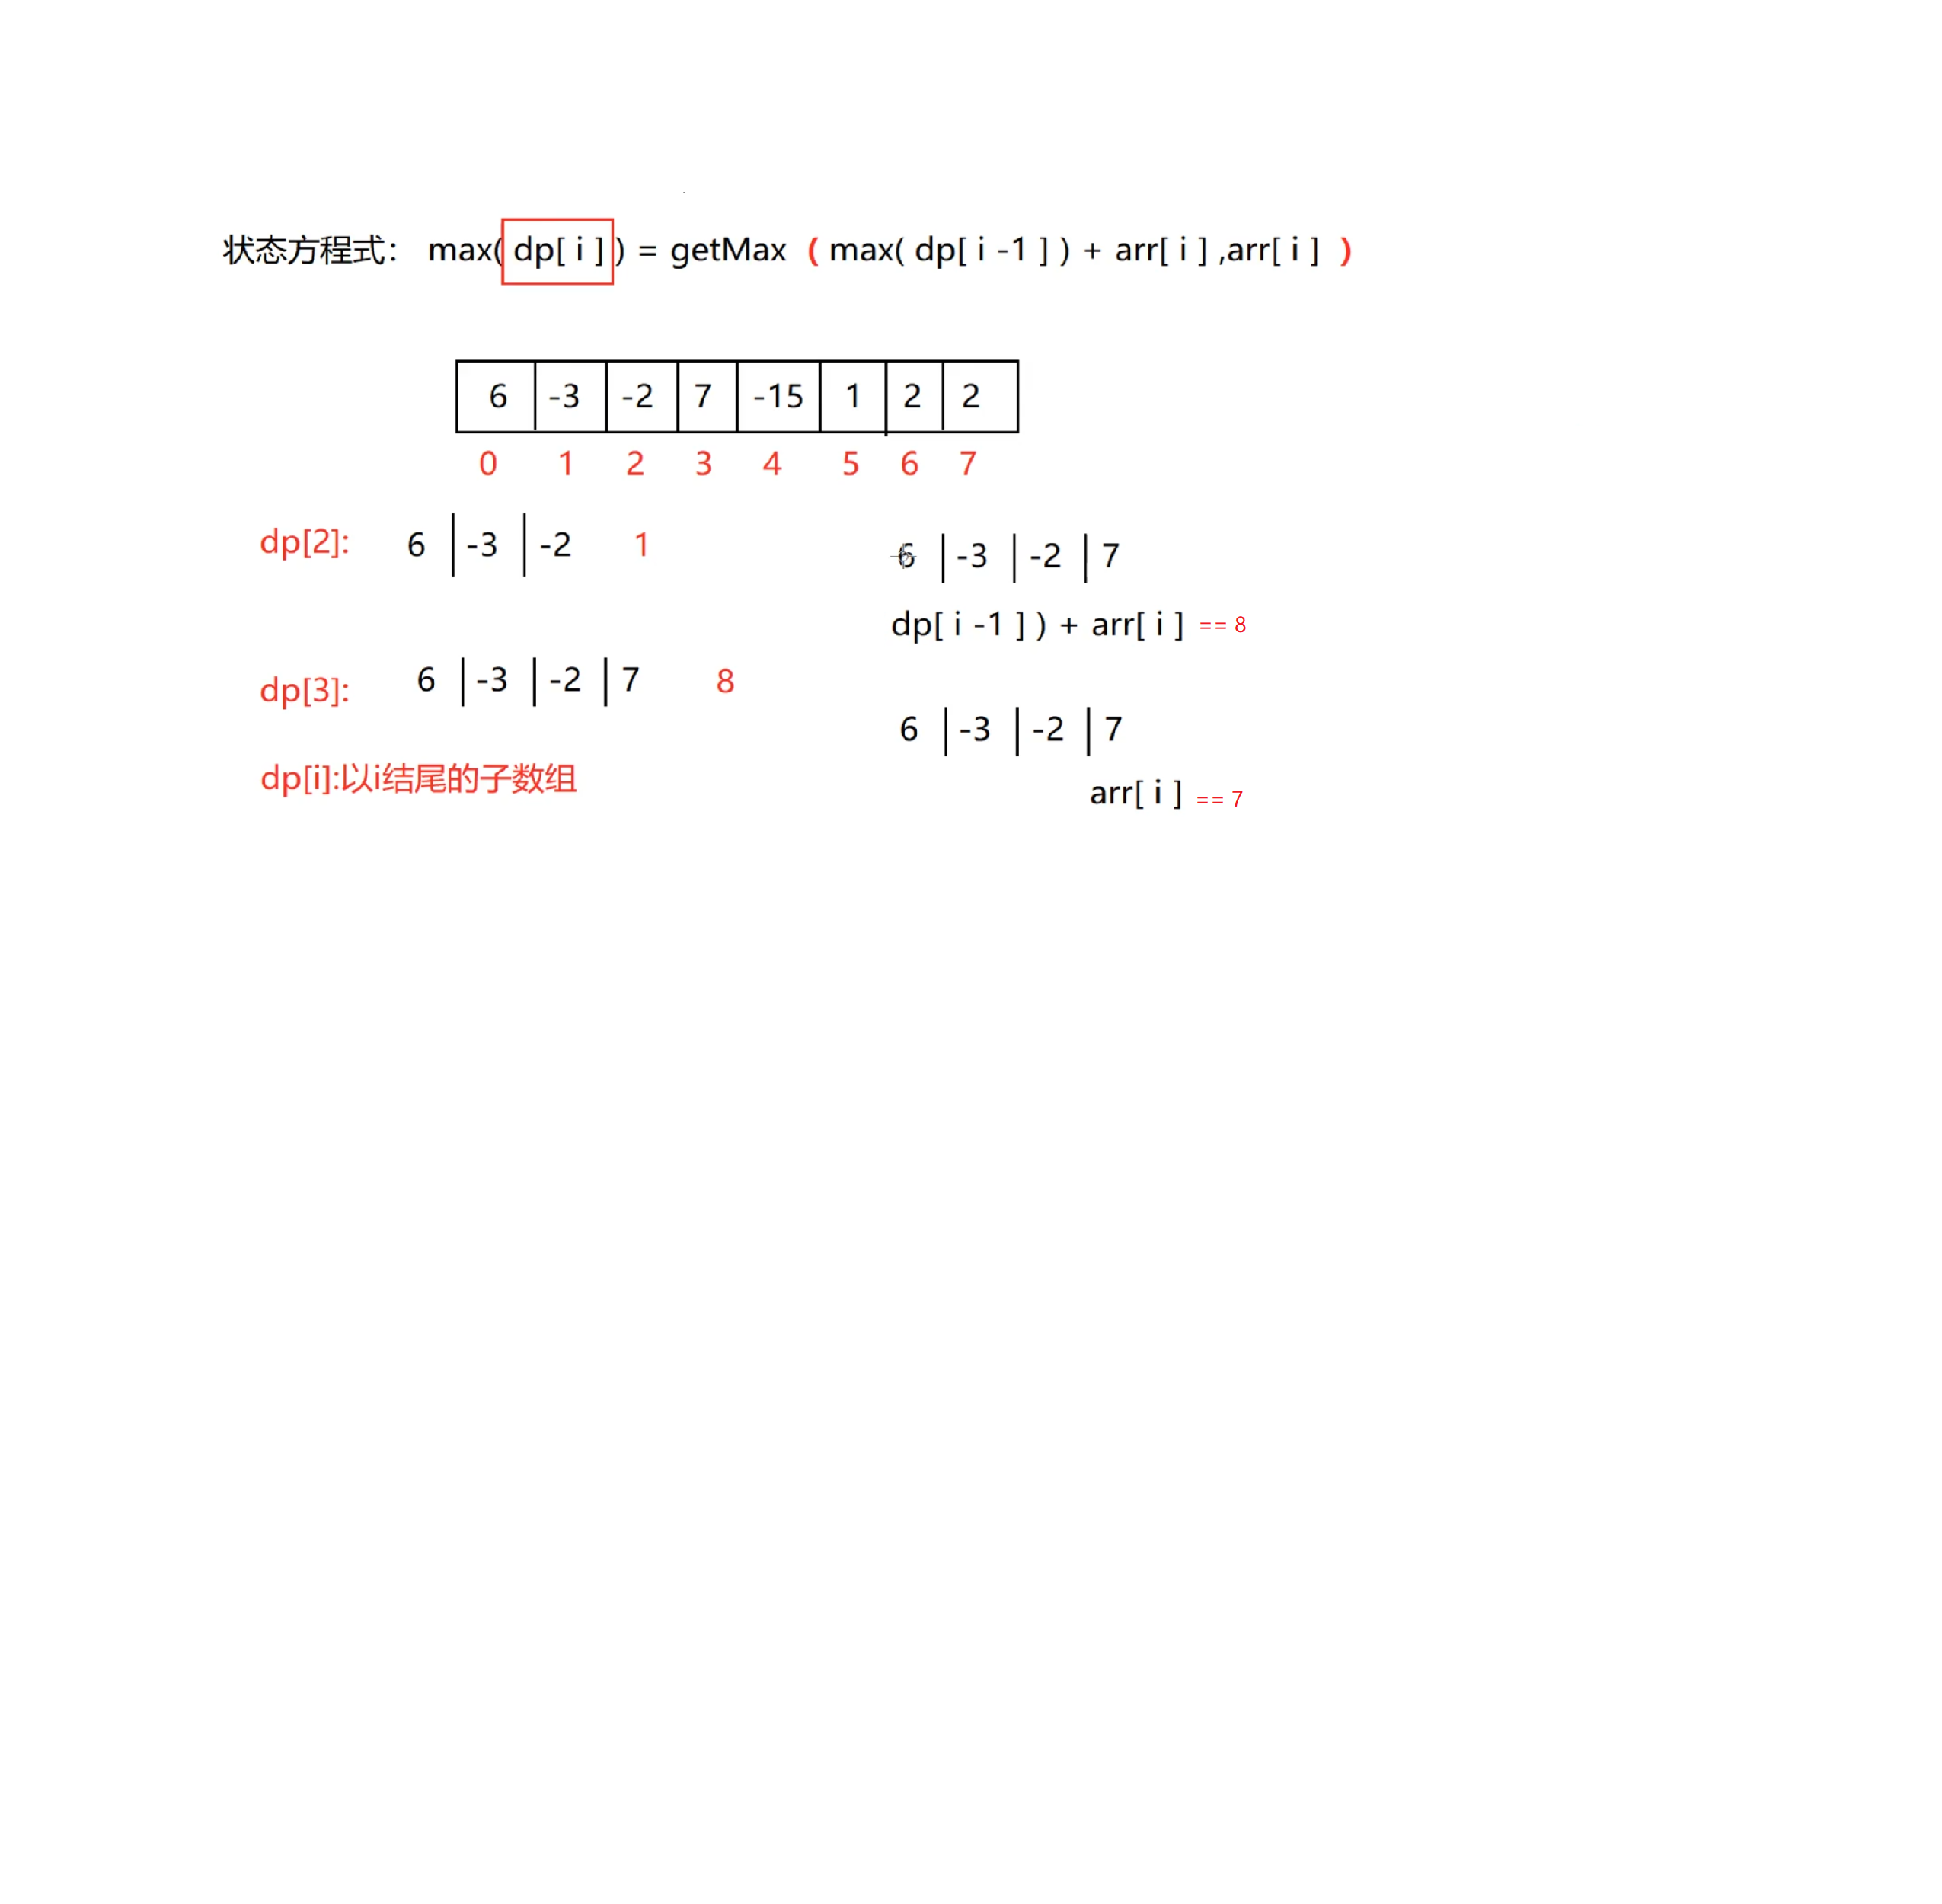 状态方程式： max( dp[ i ] ) = getMax ( max( dp[ i -1 ] ) + arr[ i ] ,arr[ i ] )
6 -3 -2 7 -15 1 2 2
0 1 2 3 4 5 6 7
dp[2]: 6 -3 -2 1
6 -3 -2 7
dp[ i -1 ] ) + arr[ i ] == 8
dp[3]: 6 -3 -2 7 8
6 -3 -2 7
dp[i]:以i结尾的子数组
arr[ i ] == 7